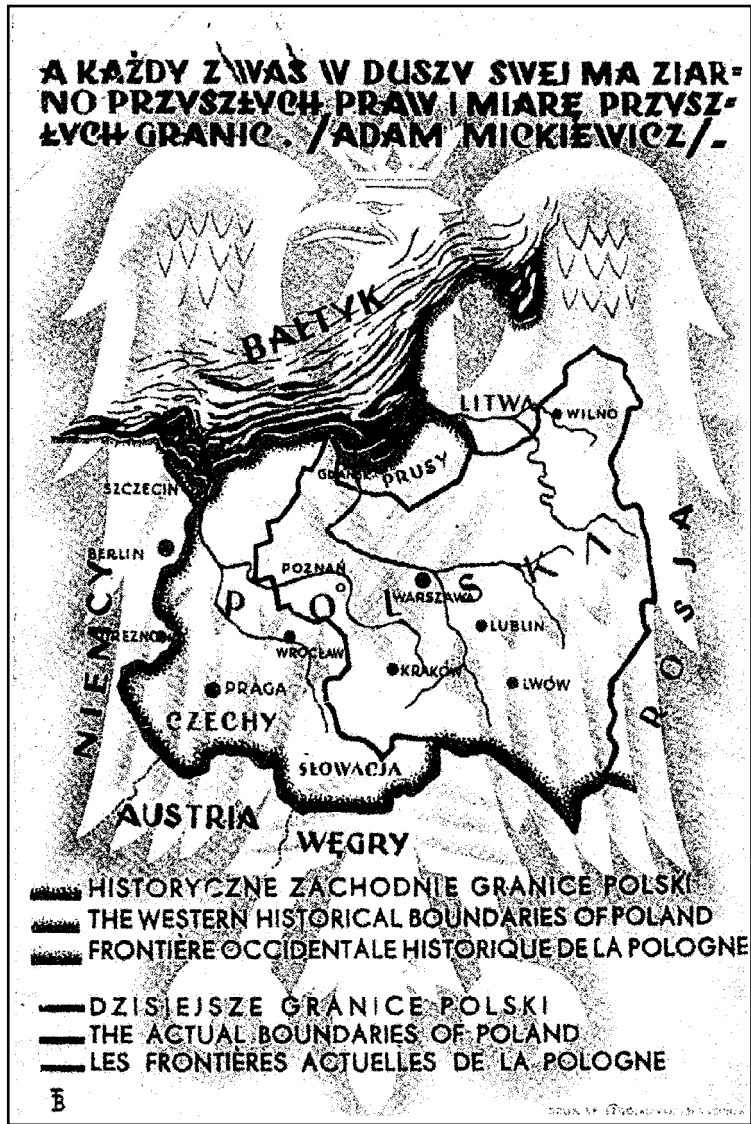 A KAŻDY Z WAS W DUSZY SWEJ MA ZIAR=
NO PRZYSZŁYCH PRAW I MIARĘ PRZYSZ=
ŁYCH GRANIC. /ADAM MICKIEWICZ/_
BAŁTYK
LITWA
WILNO
PRUSY
SZCZECIN
BERLIN
NIEMCY
ROSJA
POZNAŃ
WARSZAWA
POLSKA
LUBLIN
WROCŁAW
KRAKÓW
LWÓW
PRAGA
CZECHY
SŁOWACJA
AUSTRIA
WĘGRY
HISTORYCZNE ZACHODNIE GRANICE POLSKI
THE WESTERN HISTORICAL BOUNDARIES OF POLAND
FRONTIÈRE OCCIDENTALE HISTORIQUE DE LA POLOGNE
DZISIEJSZE GRANICE POLSKI
THE ACTUAL BOUNDARIES OF POLAND
LES FRONTIÈRES ACTUELLES DE LA POLOGNE